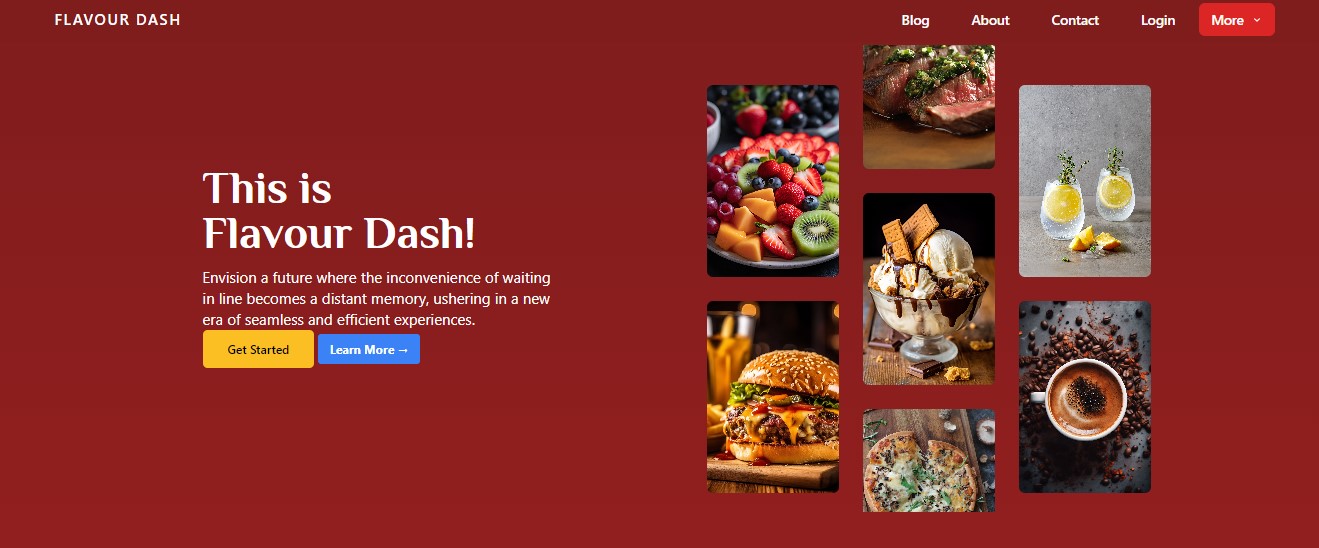 FLAVOUR DASH
Blog About Contact Login More
This is
Flavour Dash!
Envision a future where the inconvenience of waiting
in line becomes a distant memory, ushering in a new
era of seamless and efficient experiences.
Get Started Learn More →